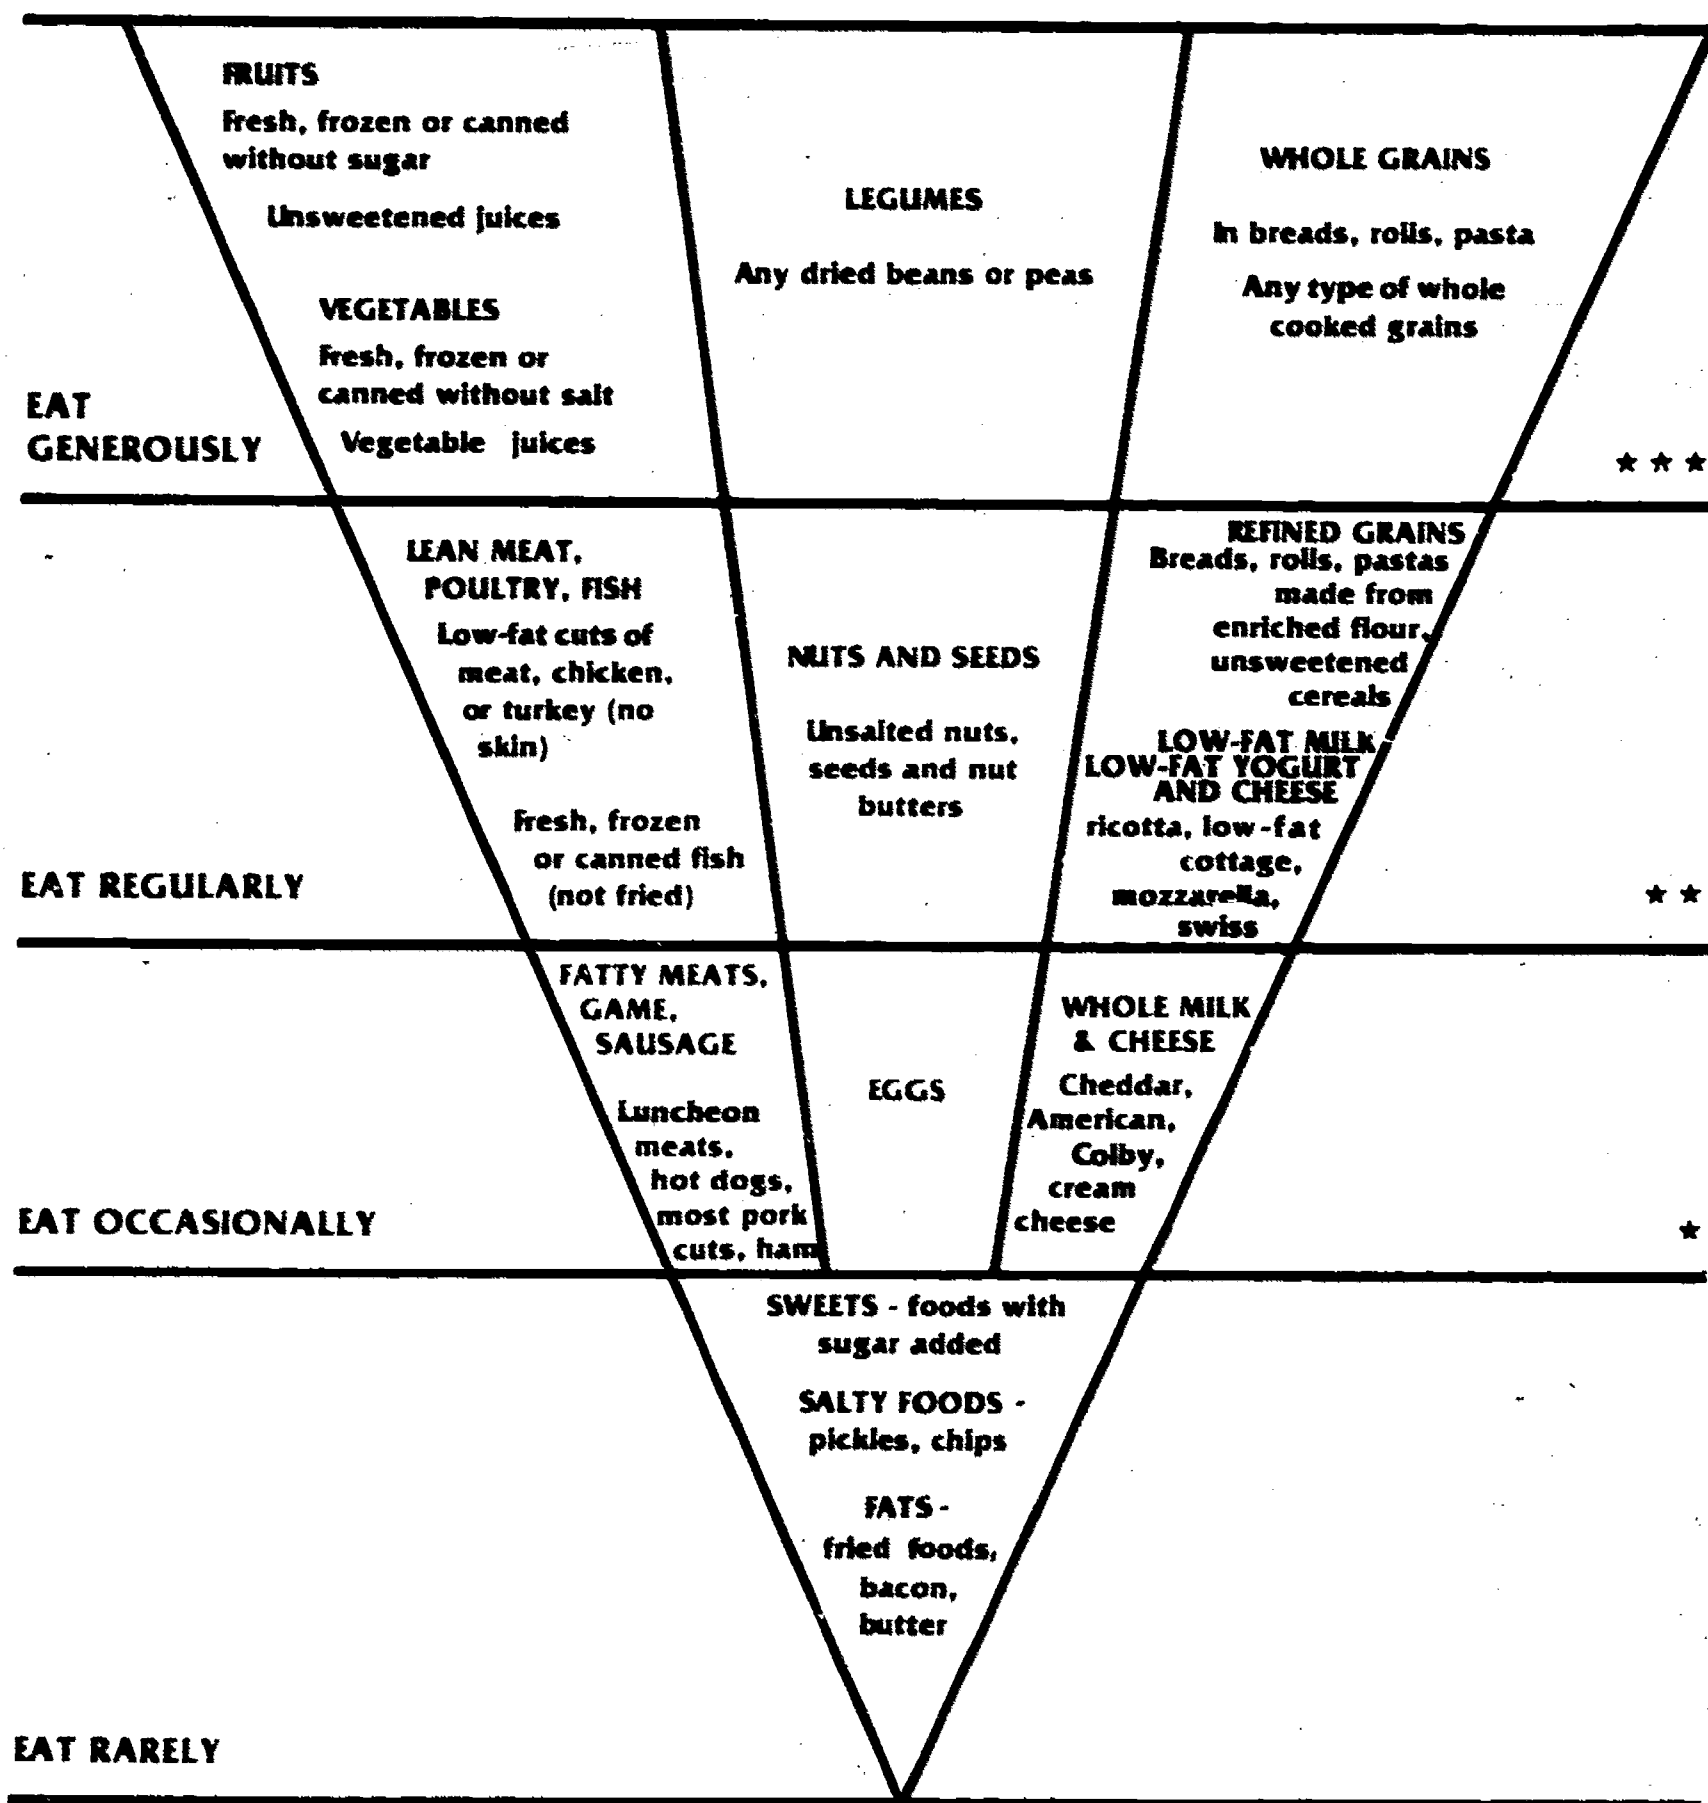 FRUITS
Fresh, frozen or canned
without sugar
Unsweetened juices
VEGETABLES
Fresh, frozen or
canned without salt
Vegetable juices
LEGUMES
Any dried beans or peas
WHOLE GRAINS
In breads, rolls, pasta
Any type of whole
cooked grains
EAT
GENEROUSLY
★ ★ ★
LEAN MEAT,
POULTRY, FISH
Low-fat cuts of
meat, chicken,
or turkey (no
skin)
Fresh, frozen
or canned fish
(not fried)
NUTS AND SEEDS
Unsalted nuts,
seeds and nut
butters
REFINED GRAINS
Breads, rolls, pastas
made from
enriched flour,
unsweetened
cereals
LOW-FAT MILK
LOW-FAT YOGURT
AND CHEESE
ricotta, low-fat
cottage,
mozzarella,
swiss
EAT REGULARLY
★ ★
FATTY MEATS,
GAME,
SAUSAGE
Luncheon
meats,
hot dogs,
most pork
cuts, ham
EGGS
WHOLE MILK
& CHEESE
Cheddar,
American,
Colby,
cream
cheese
EAT OCCASIONALLY
★
SWEETS - foods with
sugar added
SALTY FOODS -
pickles, chips
FATS -
fried foods,
bacon,
butter
EAT RARELY